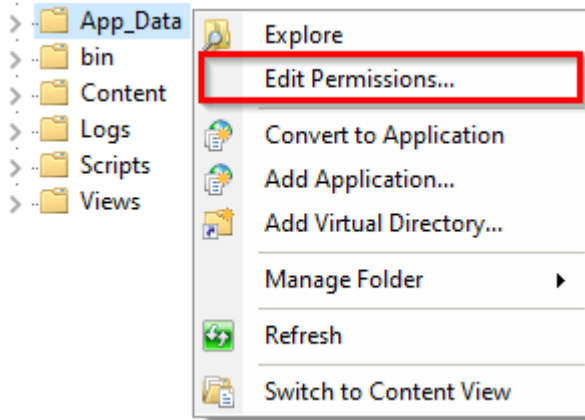 App_Data
bin
Content
Logs
Scripts
Views
Explore
Edit Permissions...
Convert to Application
Add Application...
Add Virtual Directory...
Manage Folder
Refresh
Switch to Content View